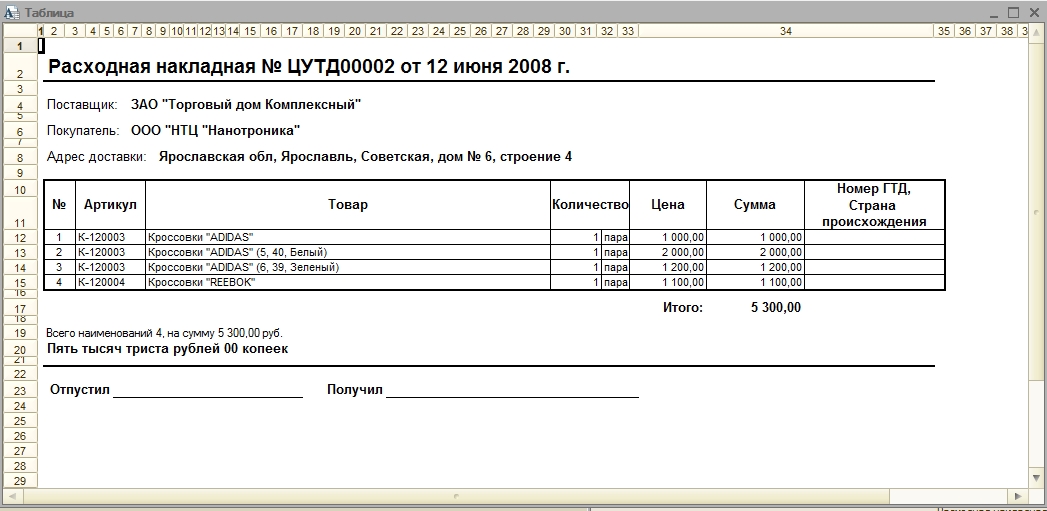 Таблица
1 2 3 4 5 6 7 8 9 10 11 12 13 14 15 16 17 18 19 20 21 22 23 24 25 26 27 28 29 30 31 32 33 34 35 36 37 38 3
1
2 Расходная накладная № ЦУТД00002 от 12 июня 2008 г.
3
4 Поставщик: ЗАО "Торговый дом Комплексный"
5
6 Покупатель: ООО "НТЦ "Нанотроника"
7
8 Адрес доставки: Ярославская обл, Ярославль, Советская, дом № 6, строение 4
9
10 Номер ГТД,
11 № Артикул Товар Количество Цена Сумма Страна
происхождения
12 1 К-120003 Кроссовки "ADIDAS" 1 пара 1 000,00 1 000,00
13 2 К-120003 Кроссовки "ADIDAS" (5, 40, Белый) 1 пара 2 000,00 2 000,00
14 3 К-120003 Кроссовки "ADIDAS" (6, 39, Зеленый) 1 пара 1 200,00 1 200,00
15 4 К-120004 Кроссовки "REEBOK" 1 пара 1 100,00 1 100,00
16
17 Итого: 5 300,00
18
19 Всего наименований 4, на сумму 5 300,00 руб.
20 Пять тысяч триста рублей 00 копеек
21
22
23 Отпустил Получил
24
25
26
27
28
29